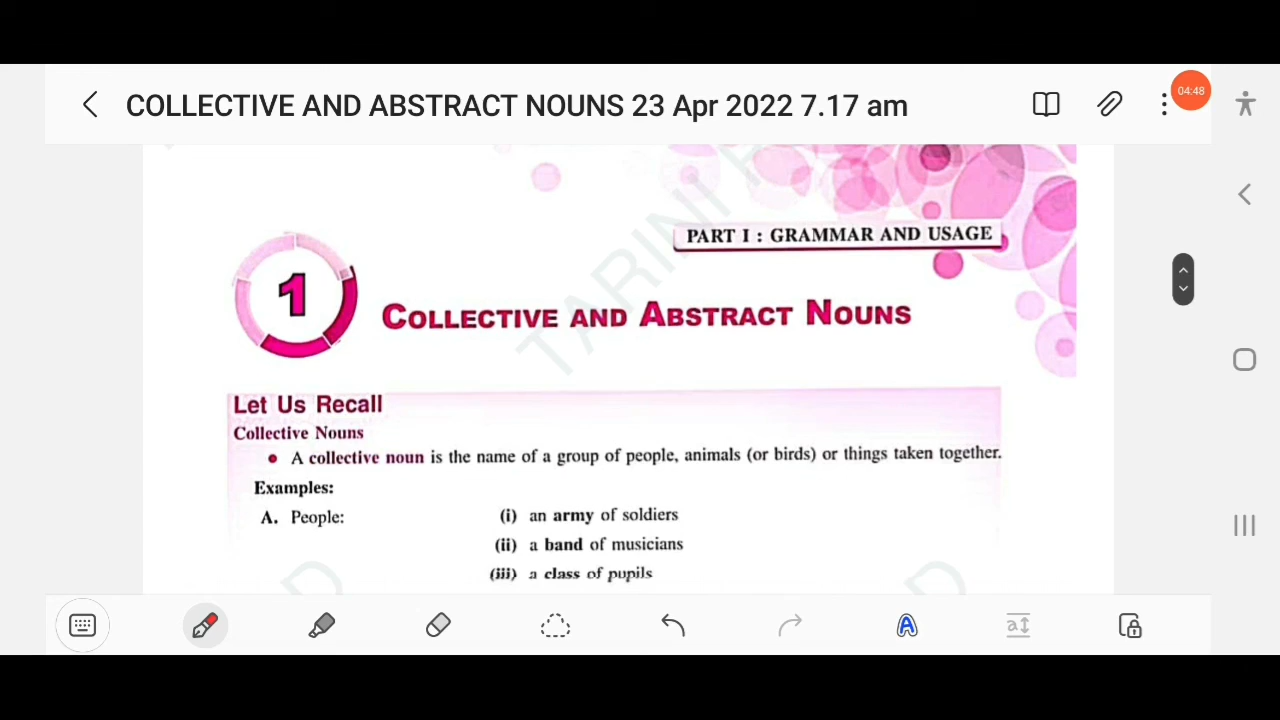 COLLECTIVE AND ABSTRACT NOUNS 23 Apr 2022 7.17 am
04:48
PART I : GRAMMAR AND USAGE
1
COLLECTIVE AND ABSTRACT NOUNS
Let Us Recall
Collective Nouns
• A collective noun is the name of a group of people, animals (or birds) or things taken together.
Examples:
A. People: (i) an army of soldiers
(ii) a band of musicians
(iii) a class of pupils
TARINI
D
D
A
a